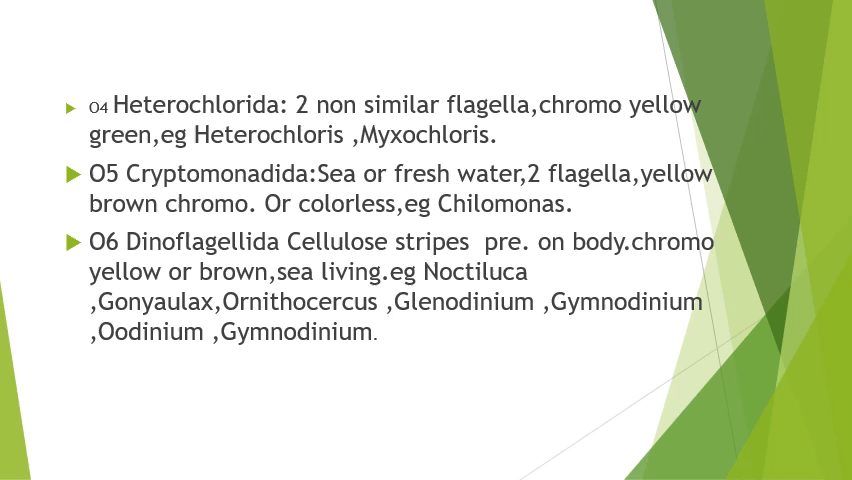 O4 Heterochlorida: 2 non similar flagella,chromo yellow
green,eg Heterochloris ,Myxochloris.
O5 Cryptomonadida:Sea or fresh water,2 flagella,yellow
brown chromo. Or colorless,eg Chilomonas.
O6 Dinoflagellida Cellulose stripes  pre. on body.chromo
yellow or brown,sea living.eg Noctiluca
,Gonyaulax,Ornithocercus ,Glenodinium ,Gymnodinium
,Oodinium ,Gymnodinium.